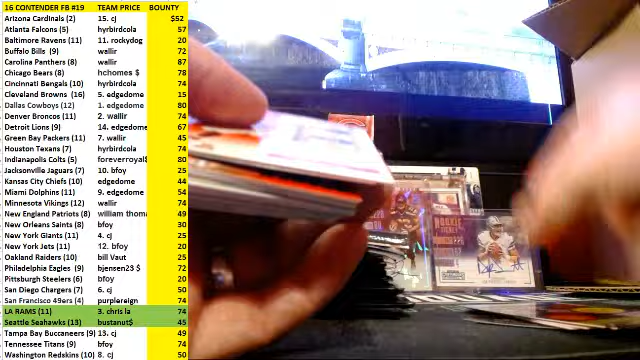 16 CONTENDER FB #19 TEAM PRICE BOUNTY
Arizona Cardinals (2) 15. cj $52
Atlanta Falcons (5) hyrbirdcola 57
Baltimore Ravens (11) 11. rockydog 20
Buffalo Bills (9) wallir 72
Carolina Panthers (8) wallir 87
Chicago Bears (8) hchomes $ 78
Cincinnati Bengals (10) hyrbirdcola 74
Cleveland Browns (16) 5. edgedome 15
Dallas Cowboys (12) 1. edgedome 80
Denver Broncos (11) 2. wallir 74
Detroit Lions (9) 14. edgedome 67
Green Bay Packers (11) 7. wallir 45
Houston Texans (7) hyrbirdcola 74
Indianapolis Colts (5) foreverroyal$ 80
Jacksonville Jaguars (7) 10. bfoy 25
Kansas City Chiefs (10) edgedome 44
Miami Dolphins (11) 9. edgedome 54
Minnesota Vikings (12) wallir 74
New England Patriots (8) william thoma 49
New Orleans Saints (8) bfoy 30
New York Giants (11) 4. cj 25
New York Jets (11) 12. bfoy 20
Oakland Raiders (10) bill Vaut 25
Philadelphia Eagles (9) bjensen23 $ 72
Pittsburgh Steelers (6) bfoy 20
San Diego Chargers (7) 6. cj 50
San Francisco 49ers (4) purplereign 74
LA RAMS (11) 3. chris la 74
Seattle Seahawks (13) bustanut$ 45
Tampa Bay Buccaneers (9) 13. cj 49
Tennessee Titans (9) bfoy 74
Washington Redskins (10) 8. cj 50
ROOKIE